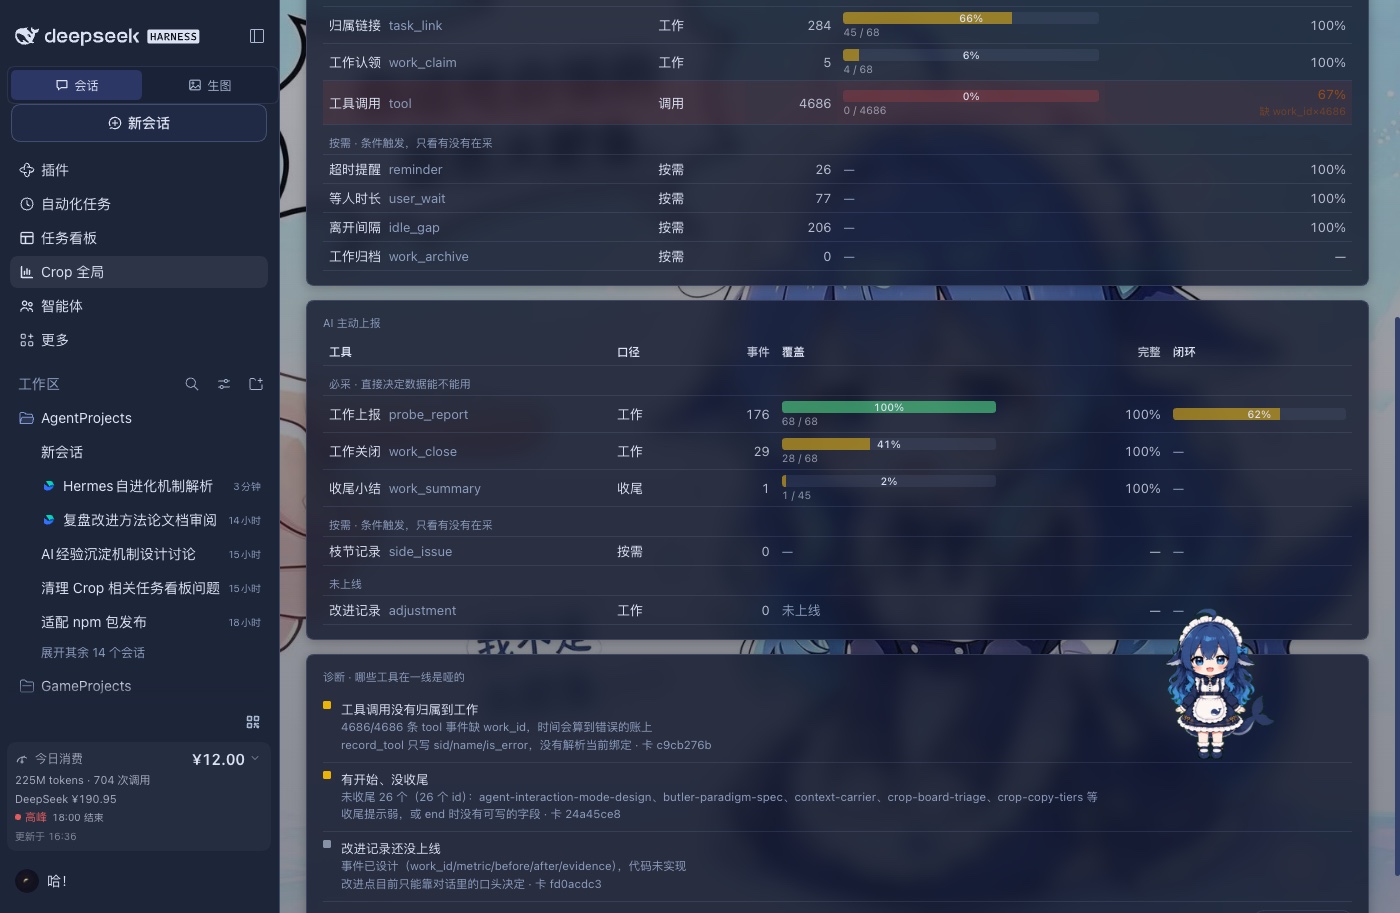 deepseek HARNESS
会话
生图
新会话
插件
自动化任务
任务看板
Crop 全局
智能体
更多
工作区
AgentProjects
新会话
Hermes自进化机制解析 3分钟
复盘改进方法论文档审阅 14小时
AI经验沉淀机制设计讨论 15小时
清理 Crop 相关任务看板问题 15小时
适配 npm 包发布 18小时
展开其余 14 个会话
GameProjects
今日消费 ¥12.00
225M tokens · 704 次调用
DeepSeek ¥190.95
高峰 18:00 结束
更新于 16:36
哈!
归属链接 task_link 工作 284 66% 100%
45 / 68
工作认领 work_claim 工作 5 6% 100%
4 / 68
工具调用 tool 调用 4686 0% 67%
0 / 4686 缺 work_id×4686
按需 · 条件触发，只看有没有在采
超时提醒 reminder 按需 26 — 100%
等人时长 user_wait 按需 77 — 100%
离开间隔 idle_gap 按需 206 — 100%
工作归档 work_archive 按需 0 — —
AI 主动上报
工具 口径 事件 覆盖 完整 闭环
必采 · 直接决定数据能不能用
工作上报 probe_report 工作 176 100% 100% 62%
68 / 68
工作关闭 work_close 工作 29 41% 100% —
28 / 68
收尾小结 work_summary 收尾 1 2% 100% —
1 / 45
按需 · 条件触发，只看有没有在采
枝节记录 side_issue 按需 0 — — —
未上线
改进记录 adjustment 工作 0 未上线 — —
我不是
诊断 · 哪些工具在一线是哑的
工具调用没有归属到工作
4686/4686 条 tool 事件缺 work_id，时间会算到错误的账上
record_tool 只写 sid/name/is_error，没有解析当前绑定 · 卡 c9cb276b
有开始、没收尾
未收尾 26 个（26 个 id）：agent-interaction-mode-design、butler-paradigm-spec、context-carrier、crop-board-triage、crop-copy-tiers 等
收尾提示弱，或 end 时没有可写的字段 · 卡 24a45ce8
改进记录还没上线
事件已设计（work_id/metric/before/after/evidence），代码未实现
改进点目前只能靠对话里的口头决定 · 卡 fd0acdc3